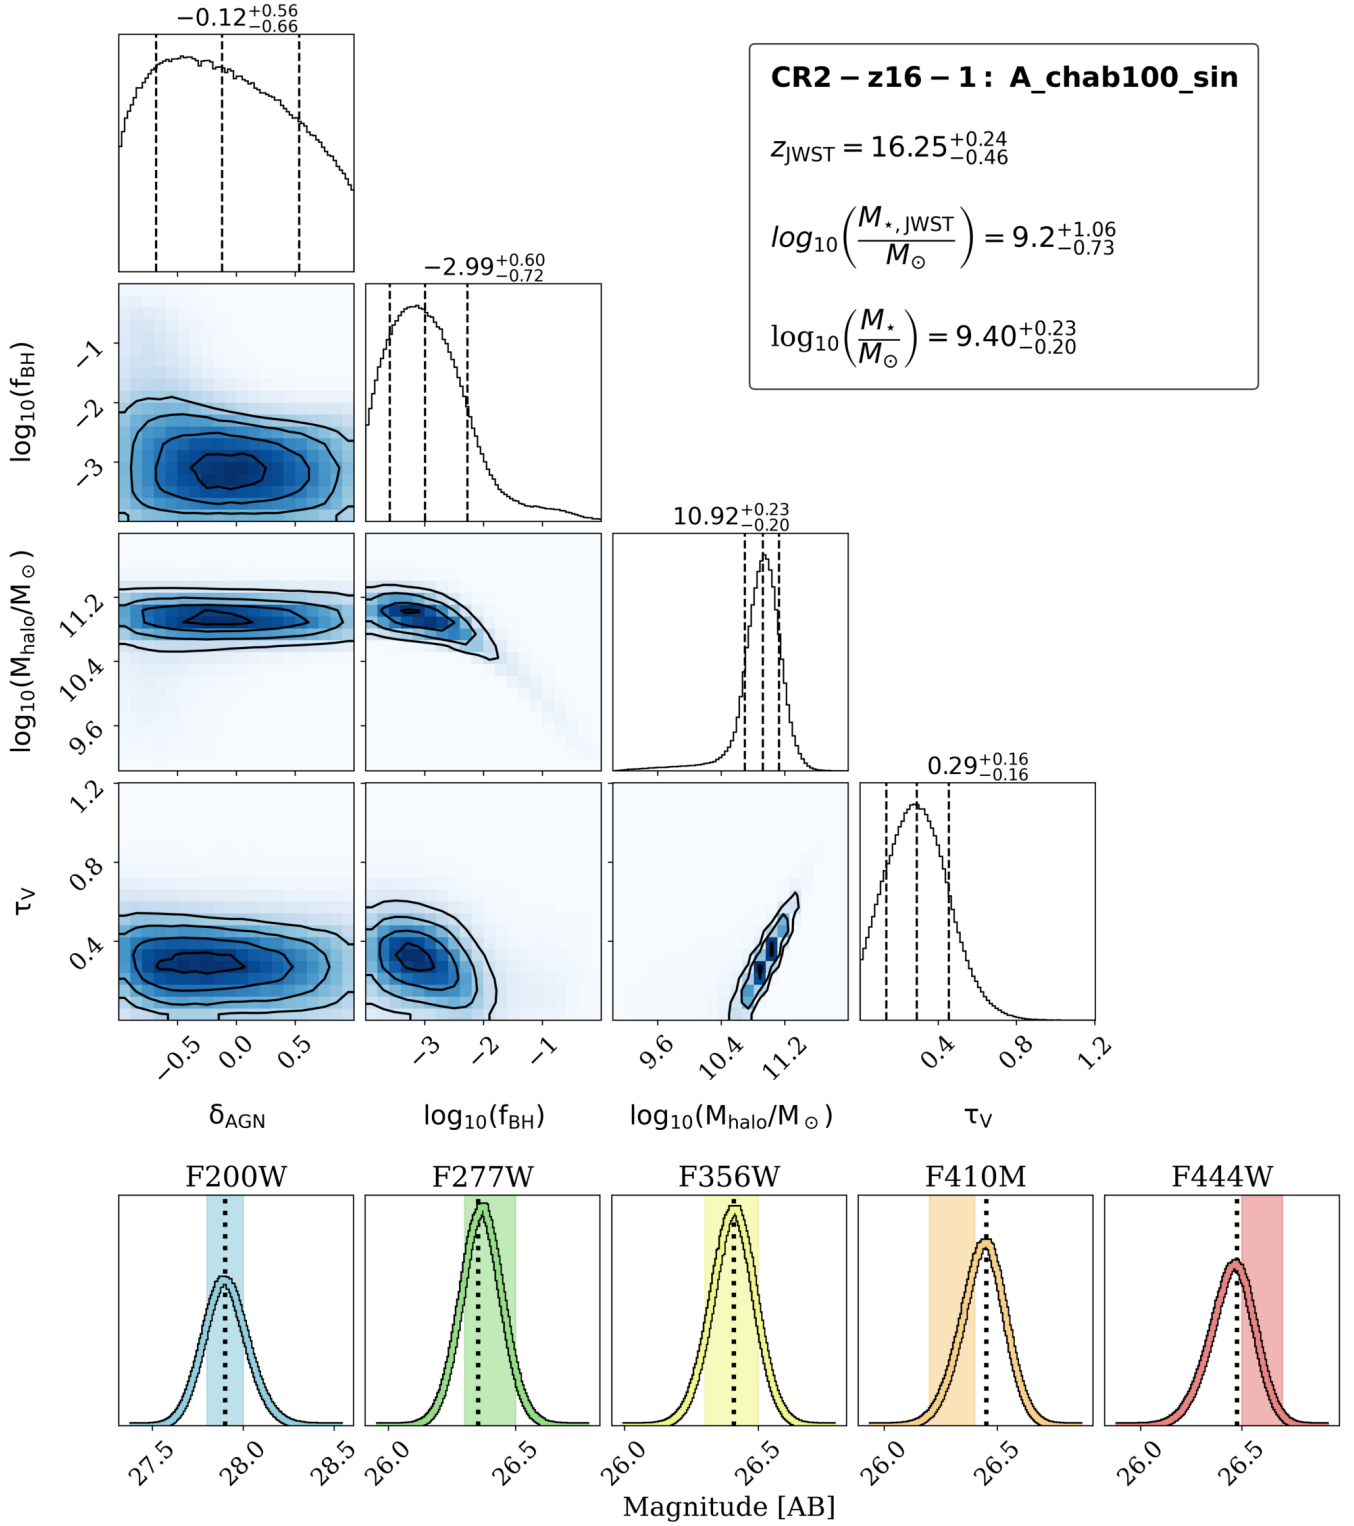 −0.12 +0.56 −0.66
CR2 − z16 − 1: A_chab100_sin
z_JWST = 16.25 +0.24 −0.46
log10(M⋆,JWST / M⊙) = 9.2 +1.06 −0.73
log10(M⋆ / M⊙) = 9.40 +0.23 −0.20
−2.99 +0.60 −0.72
log10(fBH)
−1
−2
−3
10.92 +0.23 −0.20
log10(Mhalo/M⊙)
11.2
10.4
9.6
0.29 +0.16 −0.16
τV
1.2
0.8
0.4
−0.5 0.0 0.5 −3 −2 −1 9.6 10.4 11.2 0.4 0.8 1.2
δAGN log10(fBH) log10(Mhalo/M⊙) τV
F200W F277W F356W F410M F444W
27.5 28.0 28.5 26.0 26.5 26.0 26.5 26.0 26.5 26.0 26.5
Magnitude [AB]